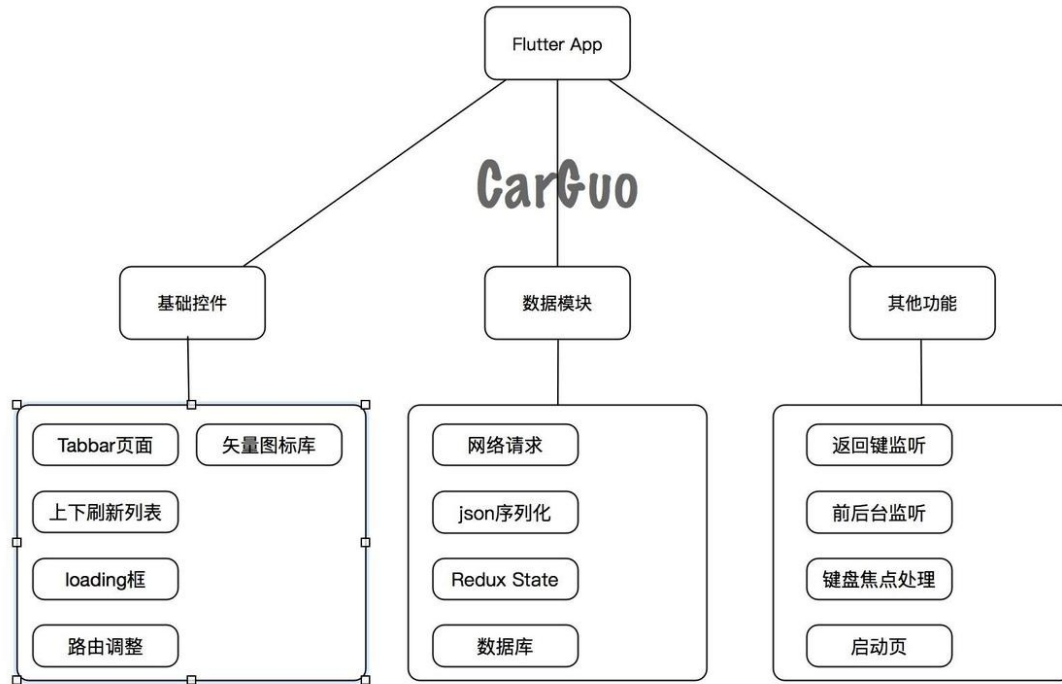 Flutter App
CarGuo
基础控件
数据模块
其他功能
Tabbar页面
矢量图标库
上下刷新列表
loading框
路由调整
网络请求
json序列化
Redux State
数据库
返回键监听
前后台监听
键盘焦点处理
启动页